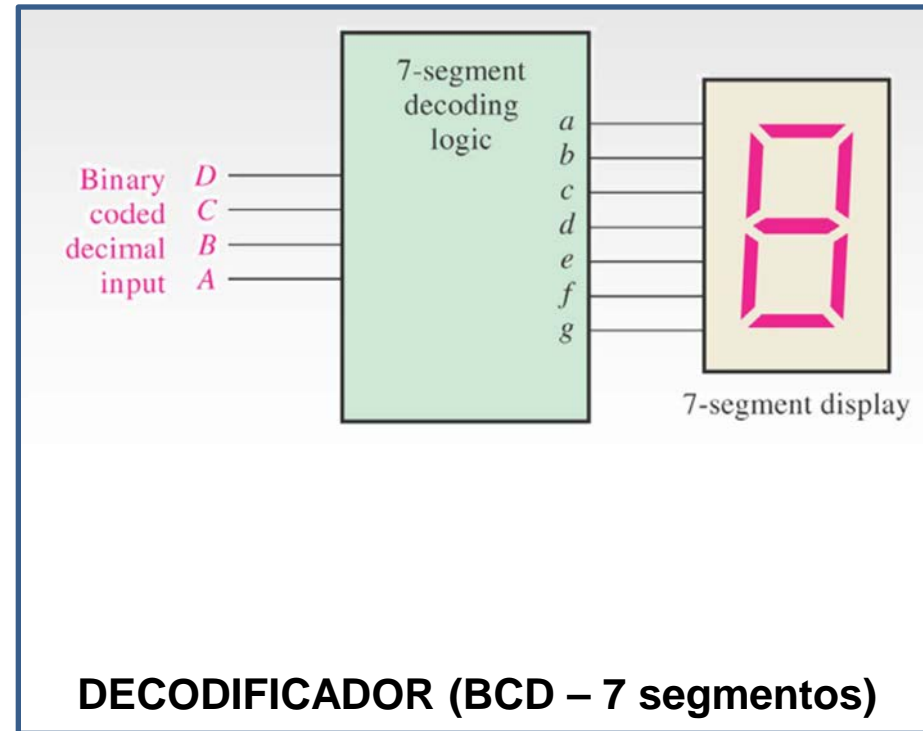 7-segment
decoding
logic
Binary D
coded C
decimal B
input A
a
b
c
d
e
f
g
7-segment display
DECODIFICADOR (BCD – 7 segmentos)